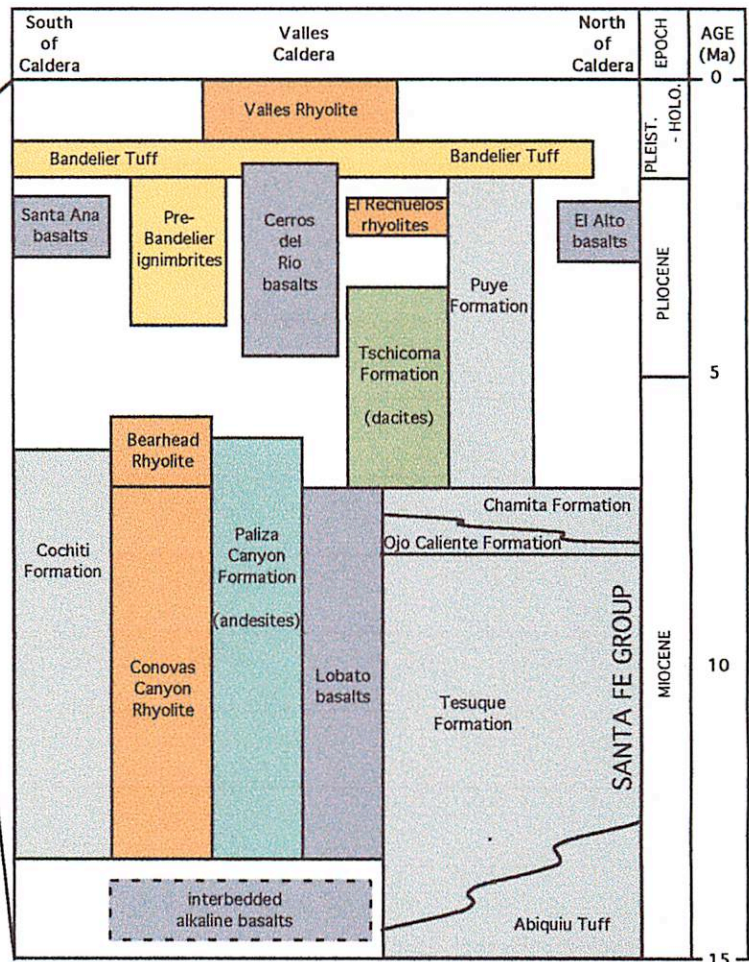 South
of
Caldera
Valles
Caldera
North
of
Caldera
EPOCH
AGE
(Ma)
0
Valles Rhyolite
PLEIST.
- HOLO.
Bandelier Tuff
Bandelier Tuff
Santa Ana
basalts
Pre-
Bandelier
ignimbrites
Cerros
del
Rio
basalts
El Rechuelos
rhyolites
Puye
Formation
El Alto
basalts
PLIOCENE
Tschicoma
Formation
(dacites)
5
Bearhead
Rhyolite
Cochiti
Formation
Paliza
Canyon
Formation
(andesites)
Chamita Formation
Ojo Caliente Formation
Conovas
Canyon
Rhyolite
Lobato
basalts
Tesuque
Formation
SANTA FE GROUP
MIOCENE
10
interbedded
alkaline basalts
Abiquiu Tuff
15